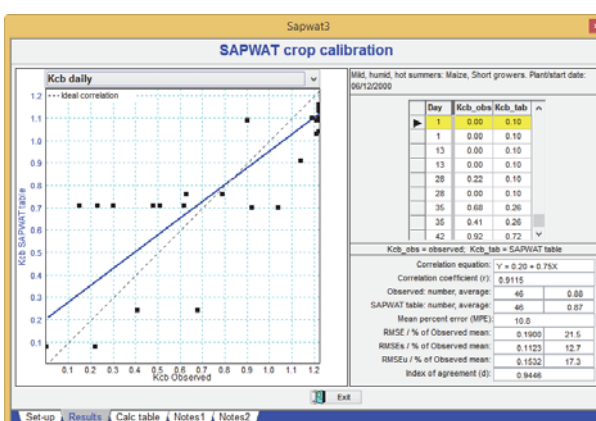 Sapwat3
SAPWAT crop calibration
Kcb daily
Ideal correlation
1.2
1.1
1.0
0.9
0.8
0.7
0.6
0.5
0.4
0.3
0.2
0.1
Kcb SAPWAT table
0.1 0.2 0.3 0.4 0.5 0.6 0.7 0.8 0.9 1.0 1.1 1.2
Kcb Observed
Mild, humid, hot summers: Maize, Short growers. Plant/start date:
06/12/2000
Day Kcb_obs Kcb_tab
1 0.00 0.10
1 0.00 0.10
13 0.00 0.10
13 0.00 0.10
28 0.22 0.10
28 0.00 0.10
35 0.68 0.26
35 0.41 0.26
42 0.92 0.72
Kcb_obs = observed; Kcb_tab = SAPWAT table
Correlation equation: Y = 0.20 + 0.75X
Correlation coefficient (r): 0.9115
Observed: number, average: 46 0.88
SAPWAT table: number, average: 46 0.87
Mean percent error (MPE): 10.8
RMSE / % of Observed mean: 0.1900 21.5
RMSEs / % of Observed mean: 0.1123 12.7
RMSEu / % of Observed mean: 0.1532 17.3
Index of agreement (d): 0.9446
Exit
Set-up Results Calc table Notes1 Notes2